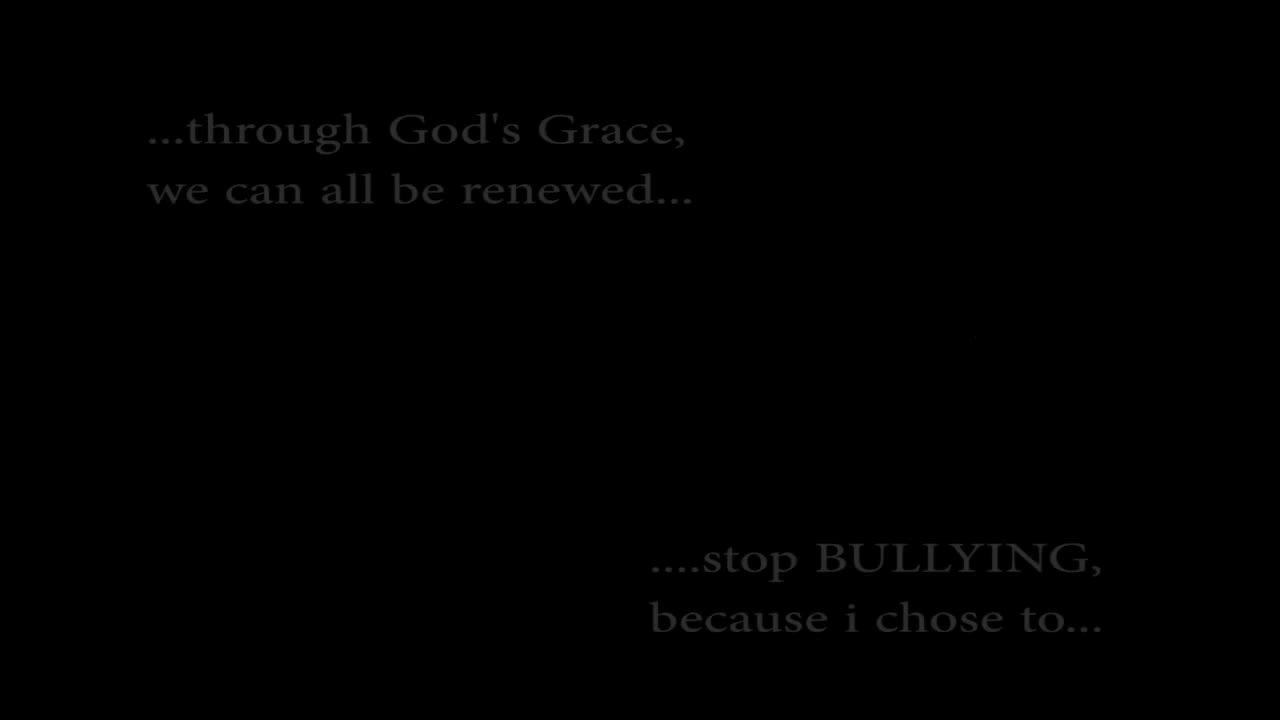 ...through God's Grace,
we can all be renewed...
....stop BULLYING,
because i chose to...